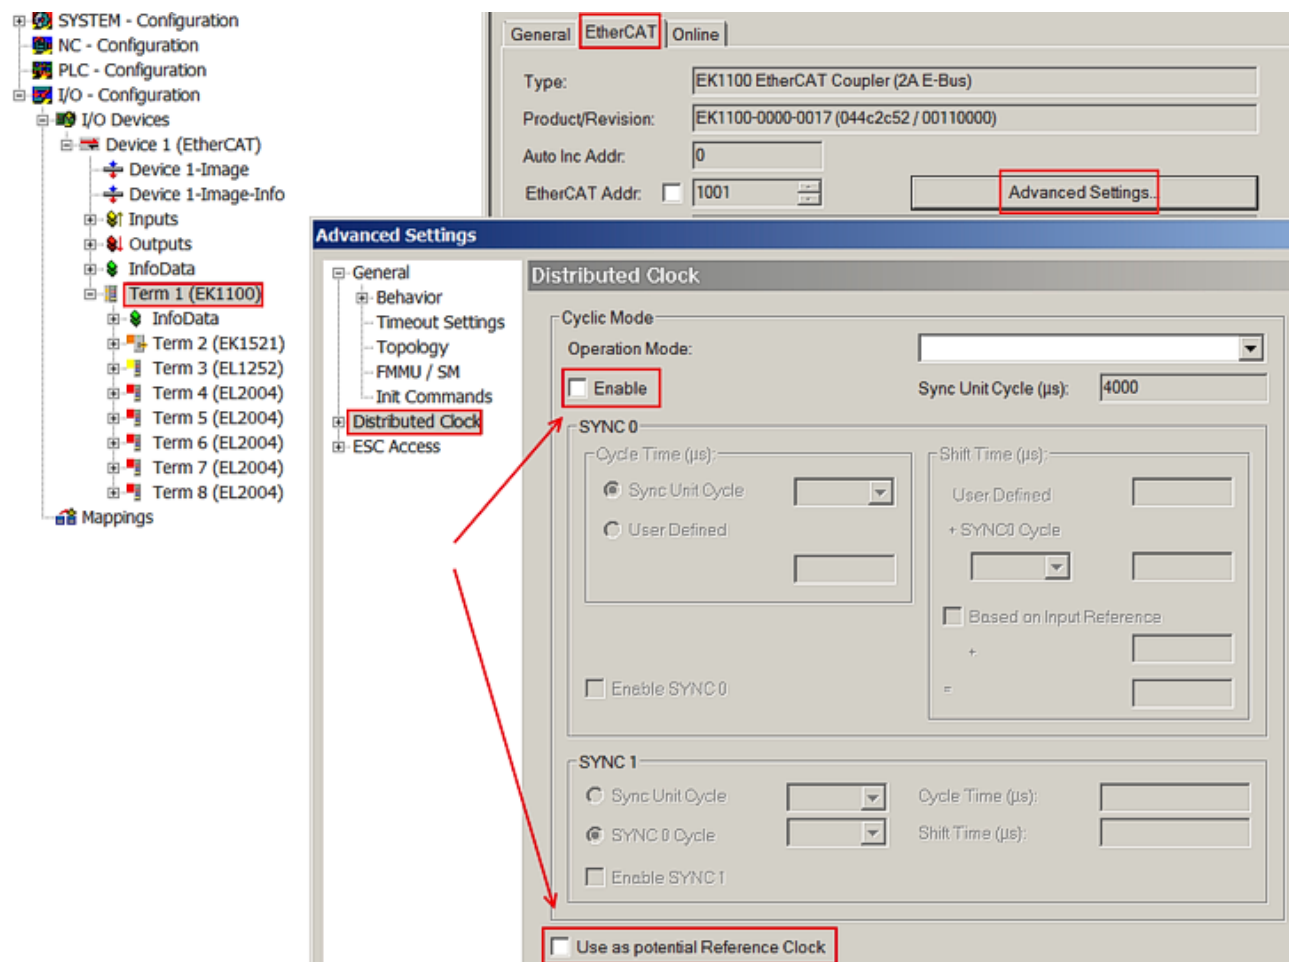 SYSTEM - Configuration
NC - Configuration
PLC - Configuration
I/O - Configuration
I/O Devices
Device 1 (EtherCAT)
Device 1-Image
Device 1-Image-Info
Inputs
Outputs
InfoData
Term 1 (EK1100)
InfoData
Term 2 (EK1521)
Term 3 (EL1252)
Term 4 (EL2004)
Term 5 (EL2004)
Term 6 (EL2004)
Term 7 (EL2004)
Term 8 (EL2004)
Mappings
General EtherCAT Online
Type: EK1100 EtherCAT Coupler (2A E-Bus)
Product/Revision: EK1100-0000-0017 (044c2c52 / 00110000)
Auto Inc Addr: 0
EtherCAT Addr: 1001 Advanced Settings...
Advanced Settings
General
Behavior
Timeout Settings
Topology
FMMU / SM
Init Commands
Distributed Clock
ESC Access
Distributed Clock
Cyclic Mode
Operation Mode:
Enable Sync Unit Cycle (µs): 4000
SYNC 0
Cycle Time (µs): Shift Time (µs):
Sync Unit Cycle User Defined
User Defined + SYNC0 Cycle
Based on Input Reference
+
Enable SYNC 0 =
SYNC 1
Sync Unit Cycle Cycle Time (µs):
SYNC 0 Cycle Shift Time (µs):
Enable SYNC 1
Use as potential Reference Clock